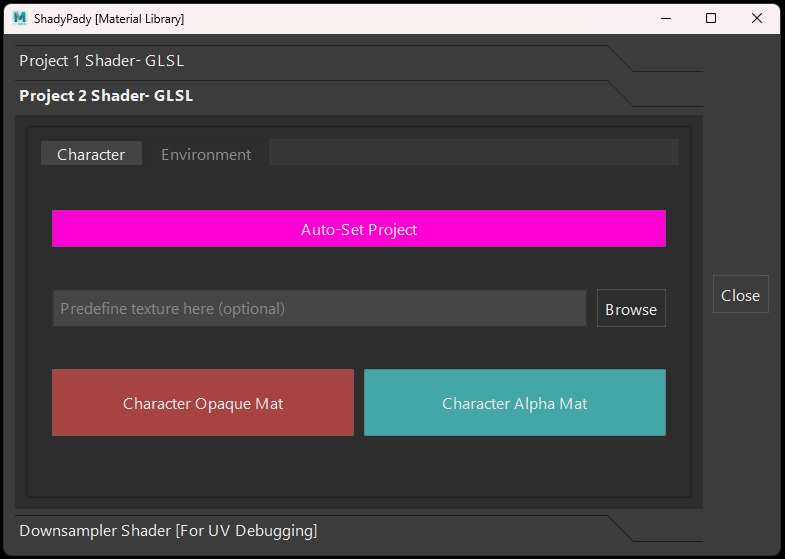 ShadyPady [Material Library]
Project 1 Shader- GLSL
Project 2 Shader- GLSL
Character Environment
Auto-Set Project
Predefine texture here (optional) Browse
Close
Character Opaque Mat Character Alpha Mat
Downsampler Shader [For UV Debugging]